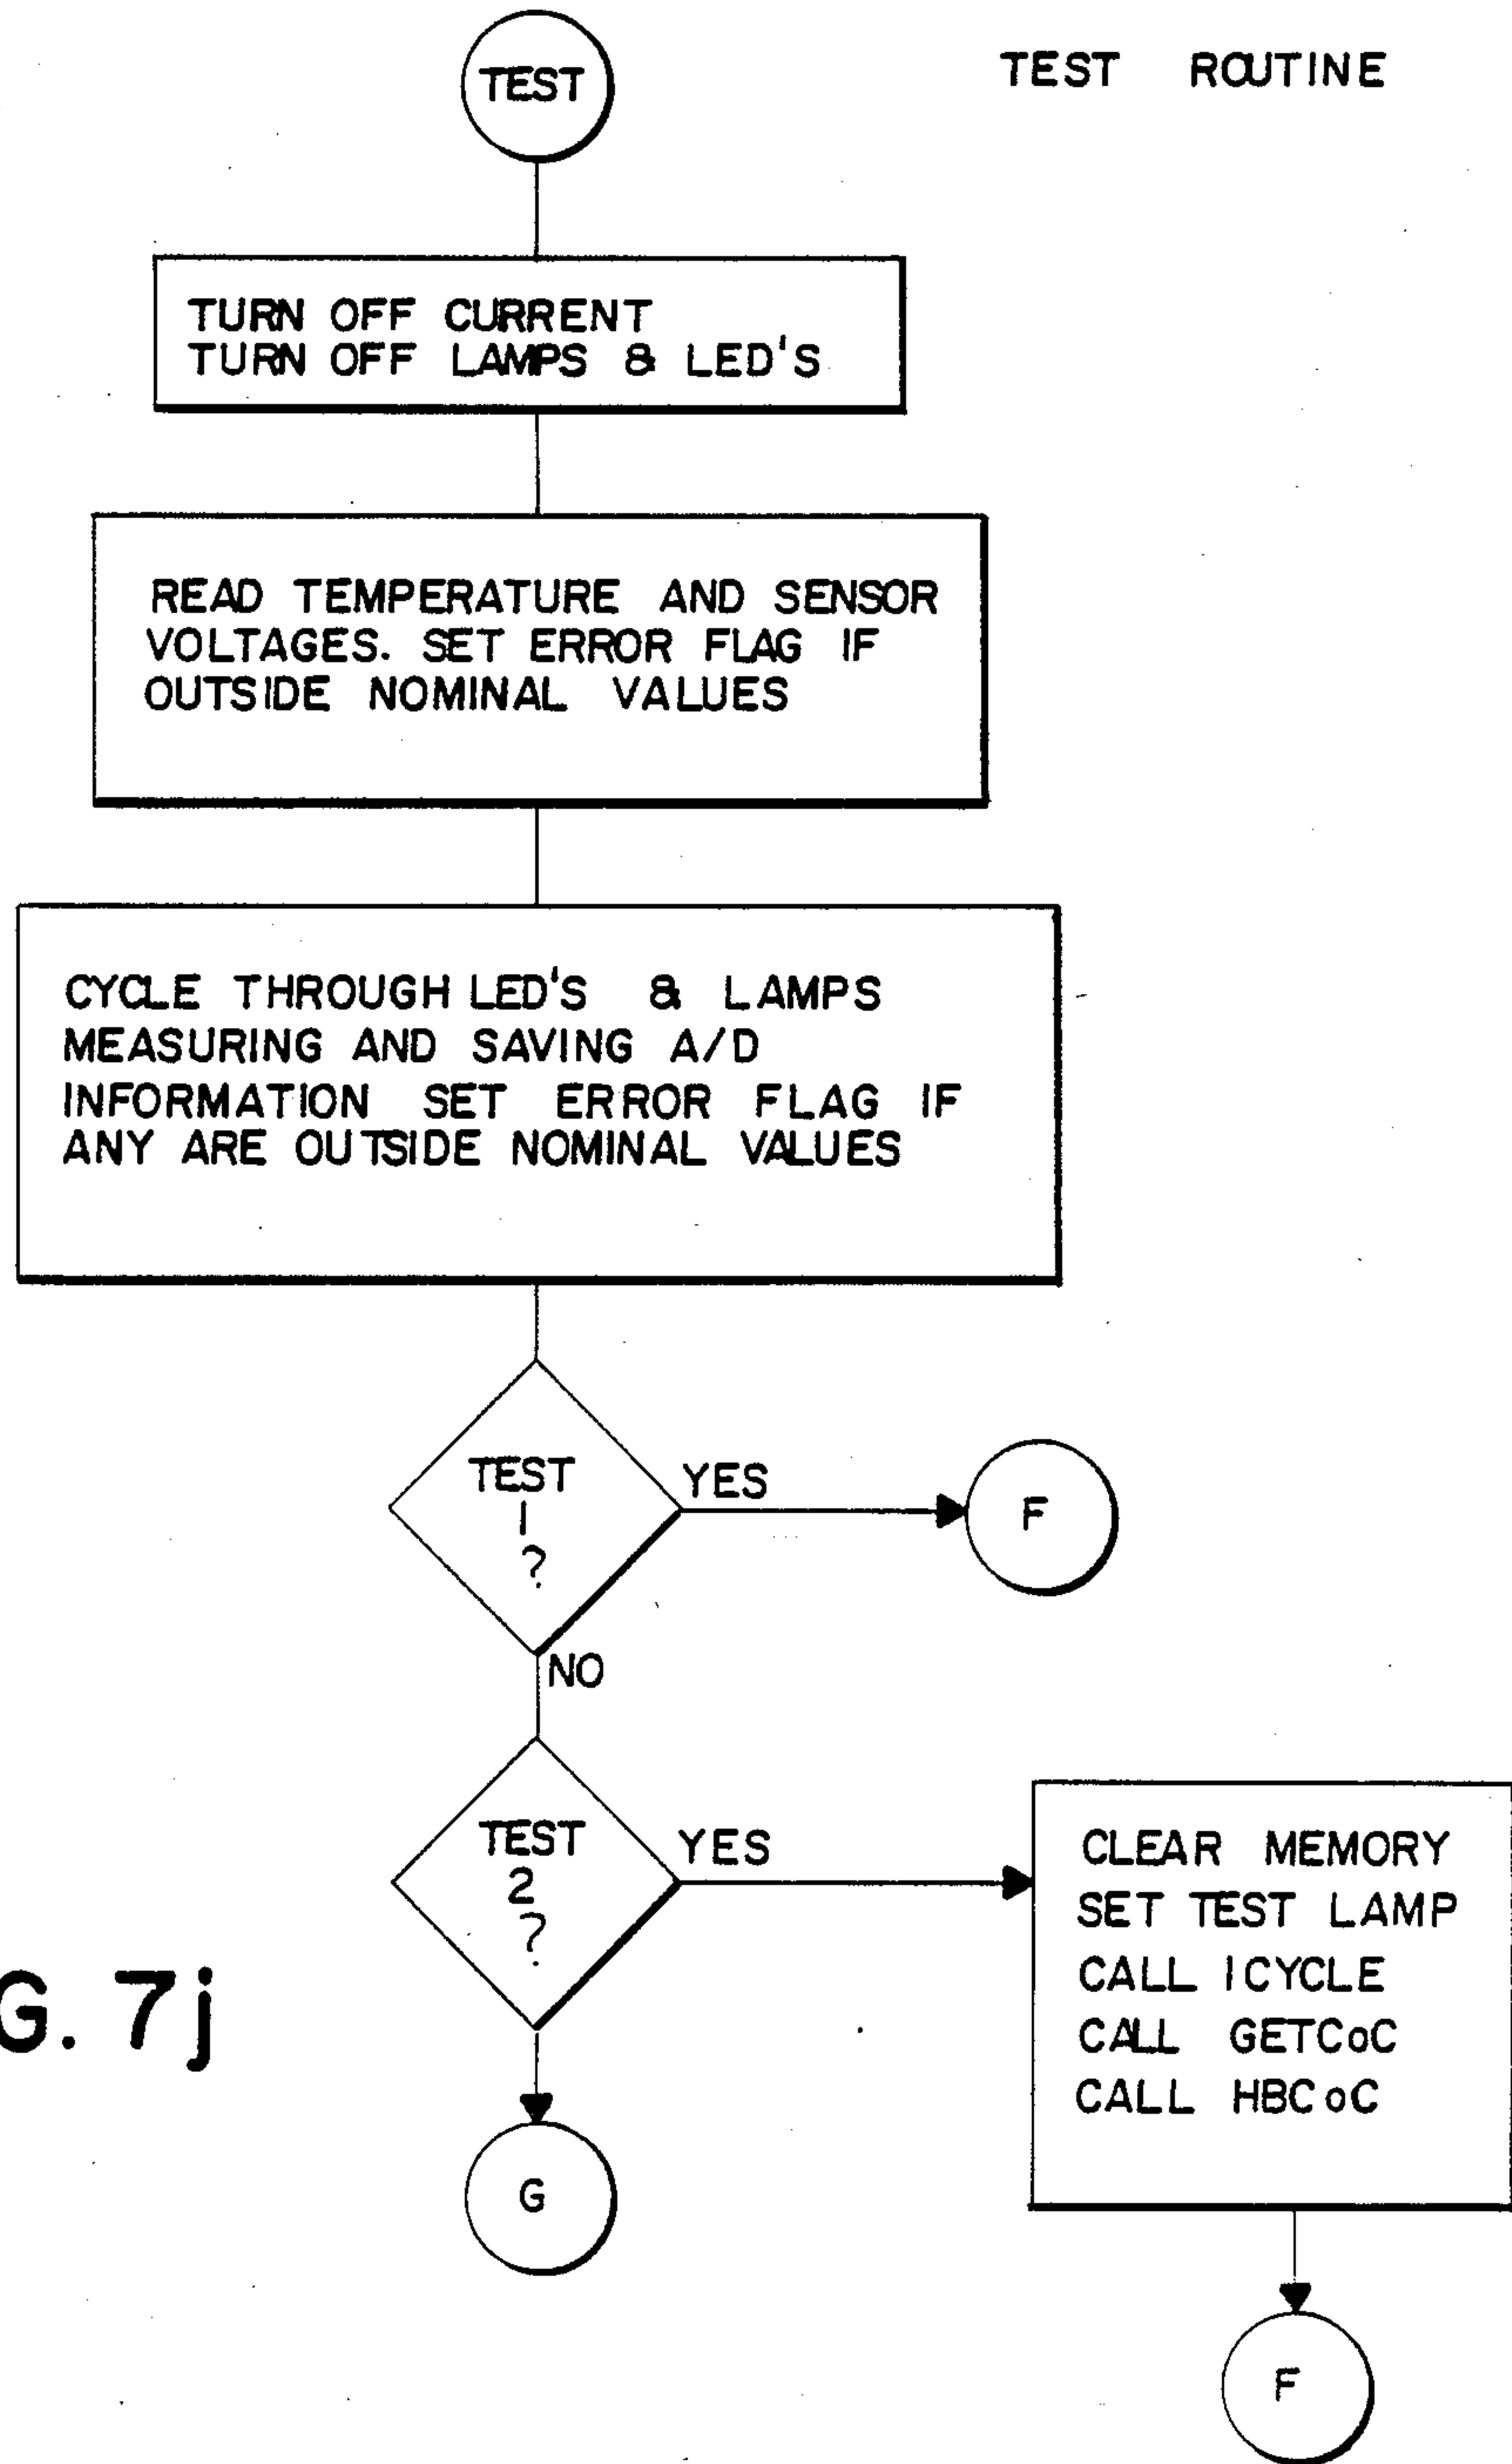 TEST
TEST ROUTINE
TURN OFF CURRENT
TURN OFF LAMPS & LED'S
READ TEMPERATURE AND SENSOR
VOLTAGES. SET ERROR FLAG IF
OUTSIDE NOMINAL VALUES
CYCLE THROUGH LED'S & LAMPS
MEASURING AND SAVING A/D
INFORMATION SET ERROR FLAG IF
ANY ARE OUTSIDE NOMINAL VALUES
TEST
1
?
YES
F
NO
TEST
2
?
YES
CLEAR MEMORY
SET TEST LAMP
CALL ICYCLE
CALL GETCoC
CALL HBCoC
G. 7j
G
F